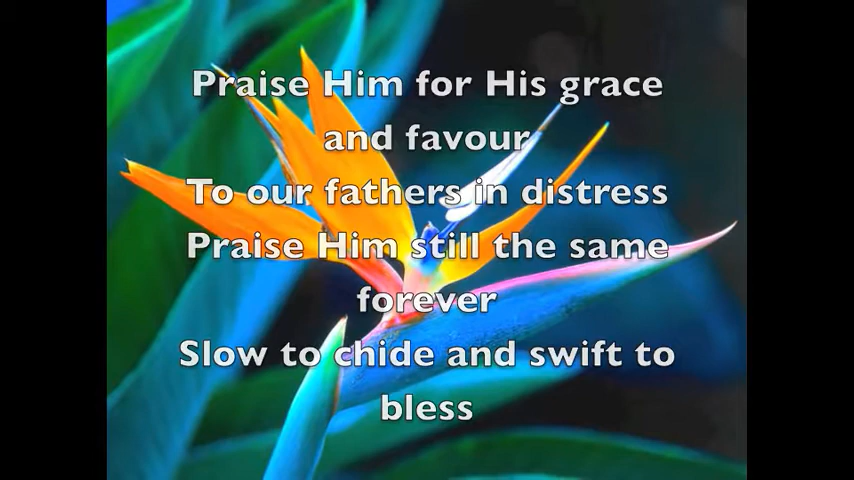 Praise Him for His grace
and favour
To our fathers in distress
Praise Him still the same
forever
Slow to chide and swift to
bless